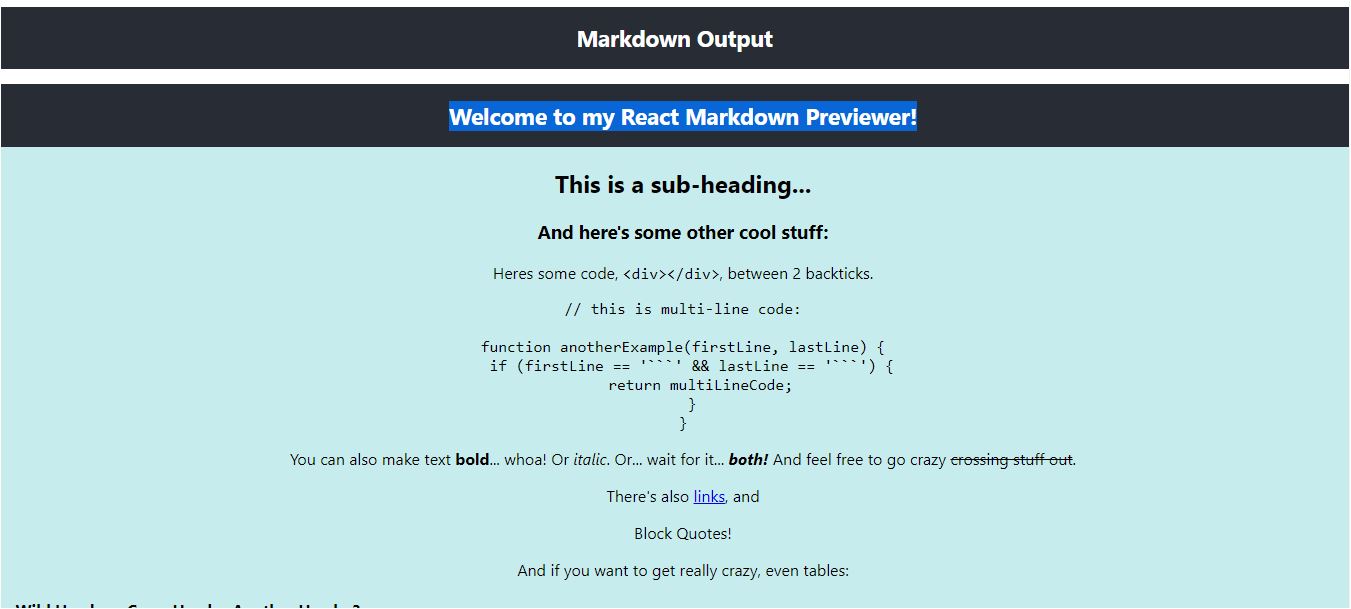 Markdown Output
Welcome to my React Markdown Previewer!
This is a sub-heading...
And here's some other cool stuff:
Heres some code, <div></div>, between 2 backticks.
// this is multi-line code:
function anotherExample(firstLine, lastLine) {
if (firstLine == '```' && lastLine == '```') {
return multiLineCode;
}
}
You can also make text bold... whoa! Or italic. Or... wait for it... both! And feel free to go crazy crossing stuff out.
There's also links, and
Block Quotes!
And if you want to get really crazy, even tables: